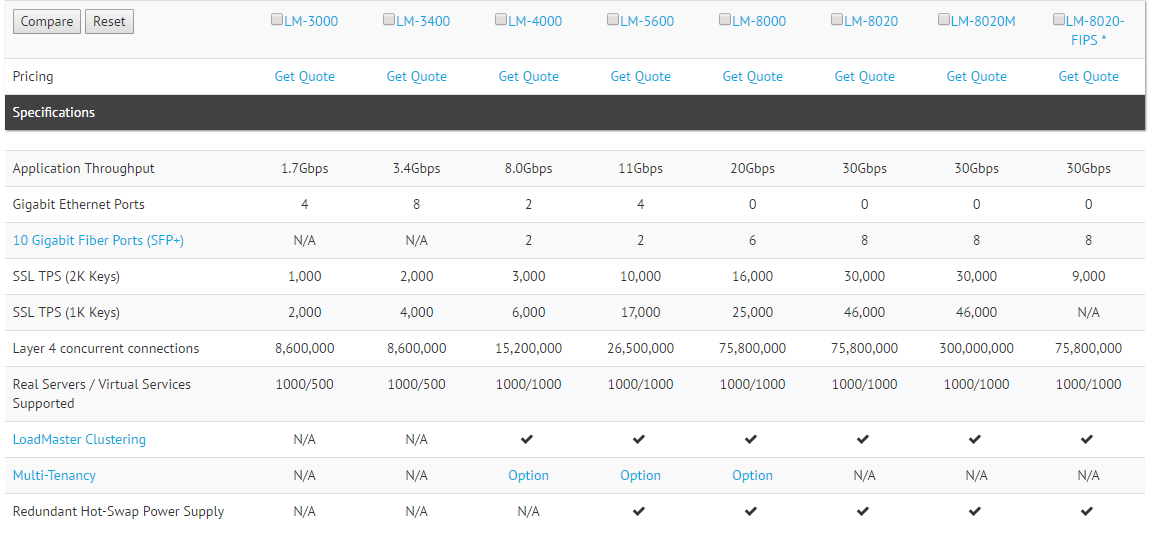 Compare Reset LM-3000 LM-3400 LM-4000 LM-5600 LM-8000 LM-8020 LM-8020M LM-8020-
FIPS *
Pricing Get Quote Get Quote Get Quote Get Quote Get Quote Get Quote Get Quote Get Quote
Specifications
Application Throughput 1.7Gbps 3.4Gbps 8.0Gbps 11Gbps 20Gbps 30Gbps 30Gbps 30Gbps
Gigabit Ethernet Ports 4 8 2 4 0 0 0 0
10 Gigabit Fiber Ports (SFP+) N/A N/A 2 2 6 8 8 8
SSL TPS (2K Keys) 1,000 2,000 3,000 10,000 16,000 30,000 30,000 9,000
SSL TPS (1K Keys) 2,000 4,000 6,000 17,000 25,000 46,000 46,000 N/A
Layer 4 concurrent connections 8,600,000 8,600,000 15,200,000 26,500,000 75,800,000 75,800,000 300,000,000 75,800,000
Real Servers / Virtual Services 1000/500 1000/500 1000/1000 1000/1000 1000/1000 1000/1000 1000/1000 1000/1000
Supported
LoadMaster Clustering N/A N/A ✔ ✔ ✔ ✔ ✔ ✔
Multi-Tenancy N/A N/A Option Option Option N/A N/A N/A
Redundant Hot-Swap Power Supply N/A N/A N/A ✔ ✔ ✔ ✔ ✔